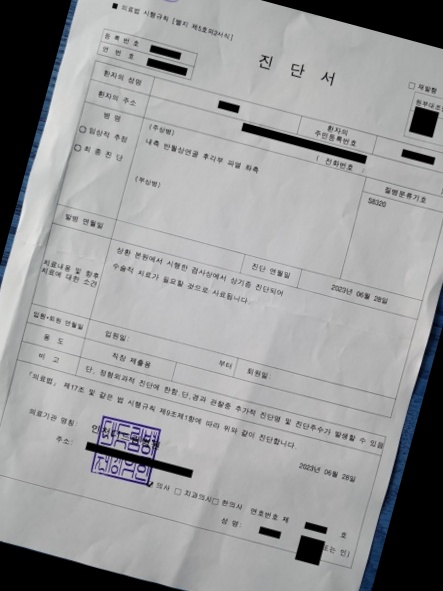 ■ 의료법 시행규칙 [별지 제5호의2서식]
등 록 번 호
연 번 호
진 단 서
□ 재발행
원부대조
환자의 성명
환자의 주소
환자의
주민등록번호
( 전화번호 )
병 명
○ 임상적 추정
○ 최 종 진 단
(주상병)
내측 반월상연골 후각부 파열 좌측
(부상병)
질병분류기호
S8320
발병 연월일
진단 연월일
2023년 06월 28일
치료내용 및 향후
치료에 대한 소견
상환 본원에서 시행한 검사상에서 상기증 진단되어
수술적 치료가 필요할 것으로 사료됩니다.
입원•퇴원 연월일
입원일:
부터
퇴원일:
용 도
직장 제출용
비 고
단, 정형외과적 진단에 한함 단,경과 관찰중 추가적 진단명 및 진단주수가 발생할 수 있음
「의료법」 제17조 및 같은 법 시행규칙 제9조제1항에 따라 위와 같이 진단합니다
2023년 06월 28일
의료기관 명칭:
주소:
✓ 의사 □ 치과의사 □ 한의사 면호번호 제 호
성 명: